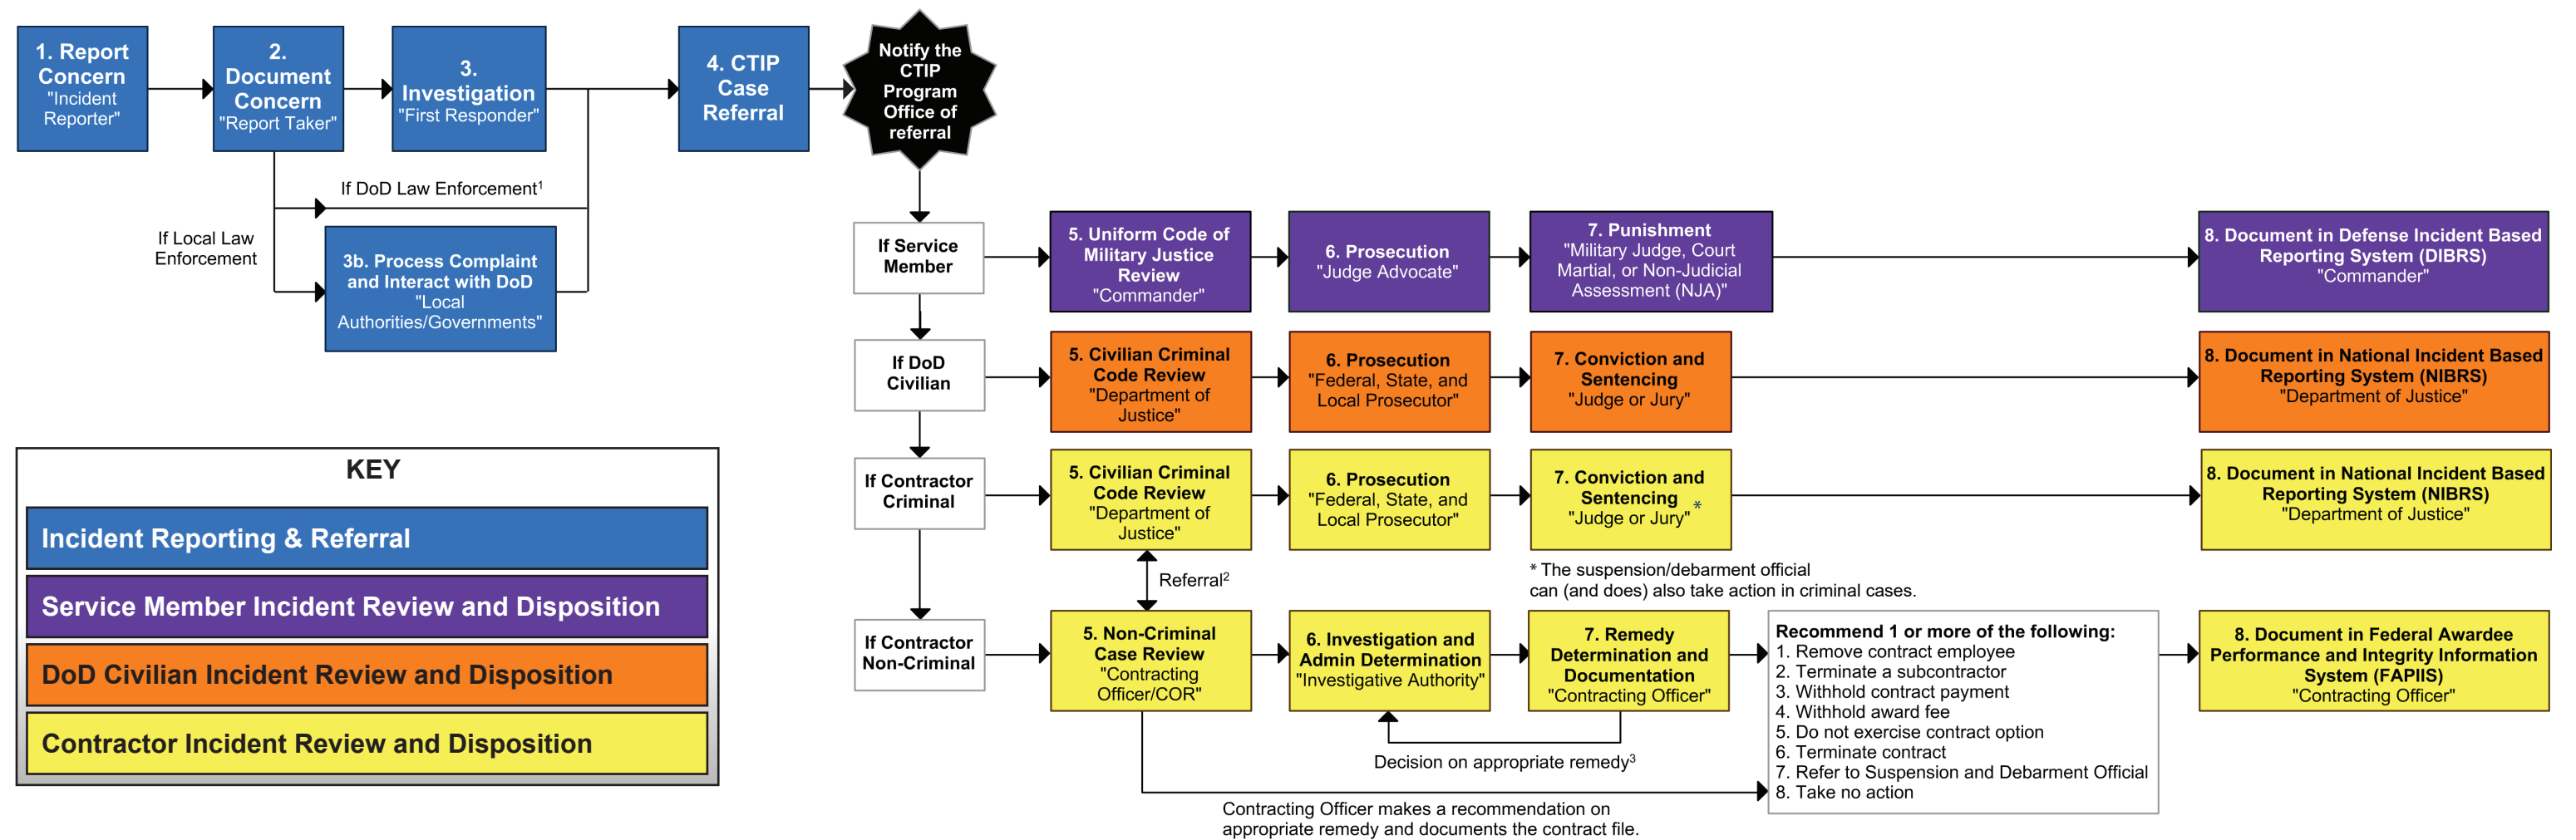 1. Report
Concern
"Incident
Reporter"
2.
Document
Concern
"Report Taker"
3.
Investigation
"First Responder"
4. CTIP
Case
Referral
Notify the
CTIP
Program
Office of
referral
If DoD Law Enforcement¹
If Local Law
Enforcement
3b. Process Complaint
and Interact with DoD
"Local
Authorities/Governments"
If Service
Member
5. Uniform Code of
Military Justice
Review
"Commander"
6. Prosecution
"Judge Advocate"
7. Punishment
"Military Judge, Court
Martial, or Non-Judicial
Assessment (NJA)"
8. Document in Defense Incident Based
Reporting System (DIBRS)
"Commander"
If DoD
Civilian
5. Civilian Criminal
Code Review
"Department of
Justice"
6. Prosecution
"Federal, State, and
Local Prosecutor"
7. Conviction and
Sentencing
"Judge or Jury"
8. Document in National Incident Based
Reporting System (NIBRS)
"Department of Justice"
If Contractor
Criminal
5. Civilian Criminal
Code Review
"Department of
Justice"
6. Prosecution
"Federal, State, and
Local Prosecutor"
7. Conviction and
Sentencing
"Judge or Jury" *
8. Document in National Incident Based
Reporting System (NIBRS)
"Department of Justice"
Referral²
* The suspension/debarment official
can (and does) also take action in criminal cases.
If Contractor
Non-Criminal
5. Non-Criminal
Case Review
"Contracting
Officer/COR"
6. Investigation and
Admin Determination
"Investigative Authority"
7. Remedy
Determination and
Documentation
"Contracting Officer"
Recommend 1 or more of the following:
1. Remove contract employee
2. Terminate a subcontractor
3. Withhold contract payment
4. Withhold award fee
5. Do not exercise contract option
6. Terminate contract
7. Refer to Suspension and Debarment Official
8. Take no action
8. Document in Federal Awardee
Performance and Integrity Information
System (FAPIIS)
"Contracting Officer"
Decision on appropriate remedy³
Contracting Officer makes a recommendation on
appropriate remedy and documents the contract file.
KEY
Incident Reporting & Referral
Service Member Incident Review and Disposition
DoD Civilian Incident Review and Disposition
Contractor Incident Review and Disposition